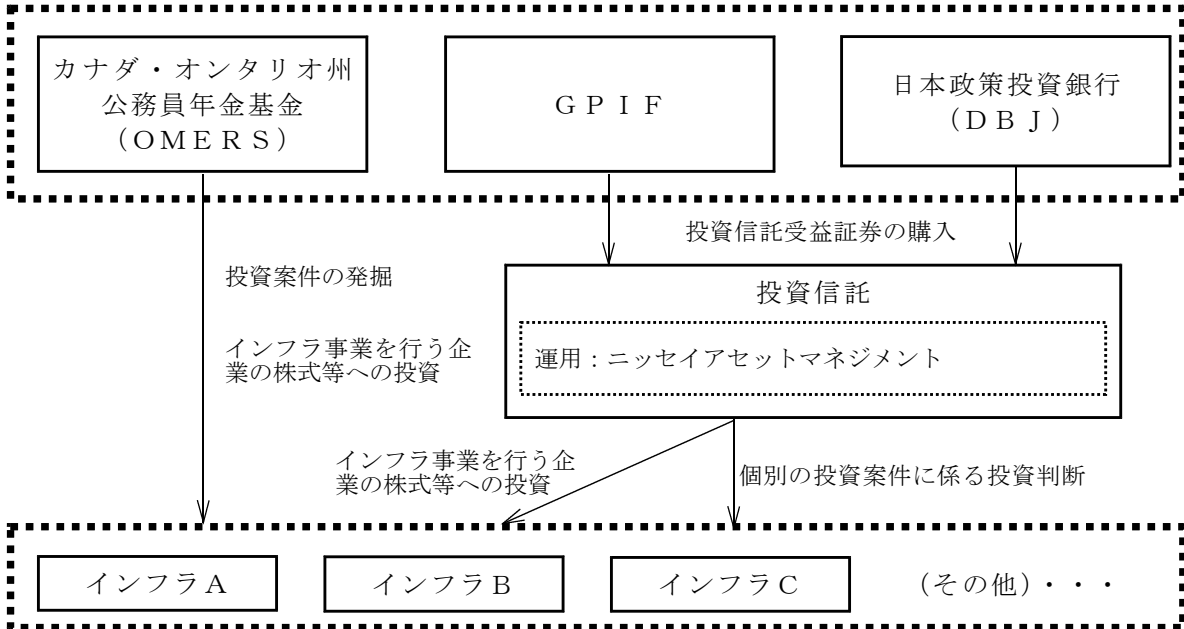 カナダ・オンタリオ州
公務員年金基金
（ＯＭＥＲＳ）
ＧＰＩＦ
日本政策投資銀行
（ＤＢＪ）
投資信託受益証券の購入
投資案件の発掘
インフラ事業を行う企
業の株式等への投資
投資信託
運用：ニッセイアセットマネジメント
インフラ事業を行う企
業の株式等への投資
個別の投資案件に係る投資判断
インフラＡ
インフラＢ
インフラＣ
（その他）・・・